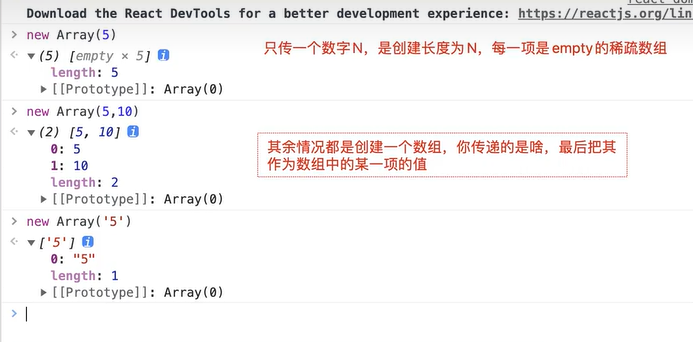 Download the React DevTools for a better development experience: https://reactjs.org/lin
> new Array(5)
只传一个数字N，是创建长度为N，每一项是empty的稀疏数组
<· ▼(5) [empty × 5] i
length: 5
▶[[Prototype]]: Array(0)
> new Array(5,10)
<· ▼(2) [5, 10] i
0: 5
1: 10
length: 2
▶[[Prototype]]: Array(0)
其余情况都是创建一个数组，你传递的是啥，最后把其
作为数组中的某一项的值
> new Array('5')
<· ▼['5'] i
0: "5"
length: 1
▶[[Prototype]]: Array(0)
>